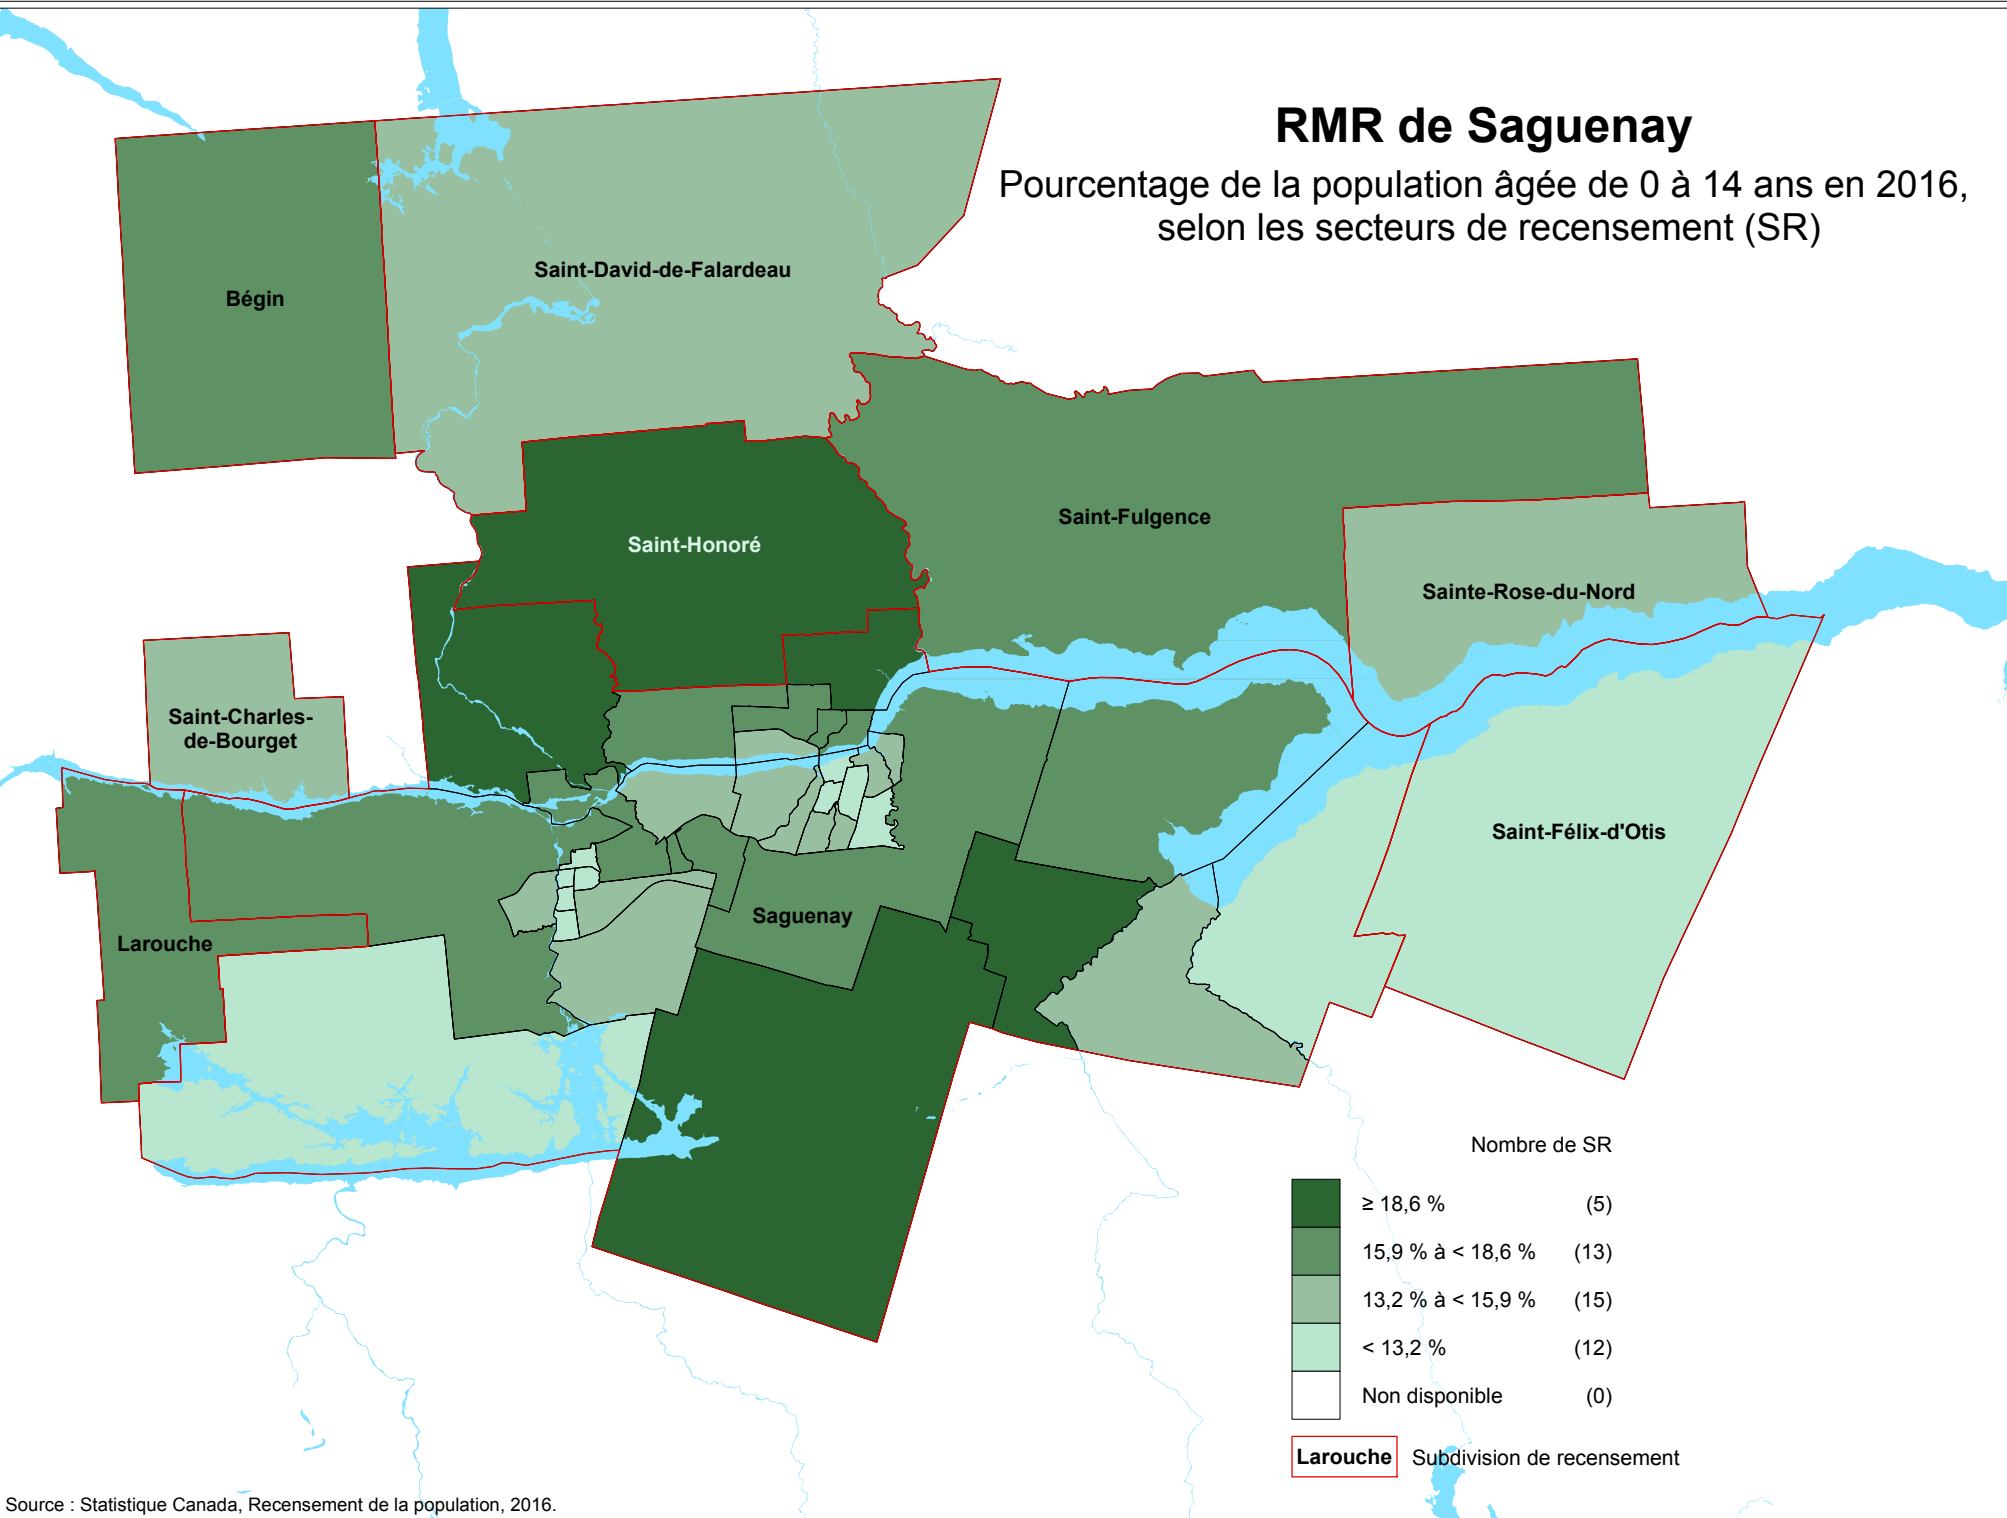 RMR de Saguenay
Pourcentage de la population âgée de 0 à 14 ans en 2016,
selon les secteurs de recensement (SR)
Saint-David-de-Falardeau
Bégin
Saint-Fulgence
Saint-Honoré
Sainte-Rose-du-Nord
Saint-Charles-
de-Bourget
Saint-Félix-d'Otis
Saguenay
Larouche
Nombre de SR
≥ 18,6 % (5)
15,9 % à < 18,6 % (13)
13,2 % à < 15,9 % (15)
< 13,2 % (12)
Non disponible (0)
Larouche Subdivision de recensement
Source : Statistique Canada, Recensement de la population, 2016.